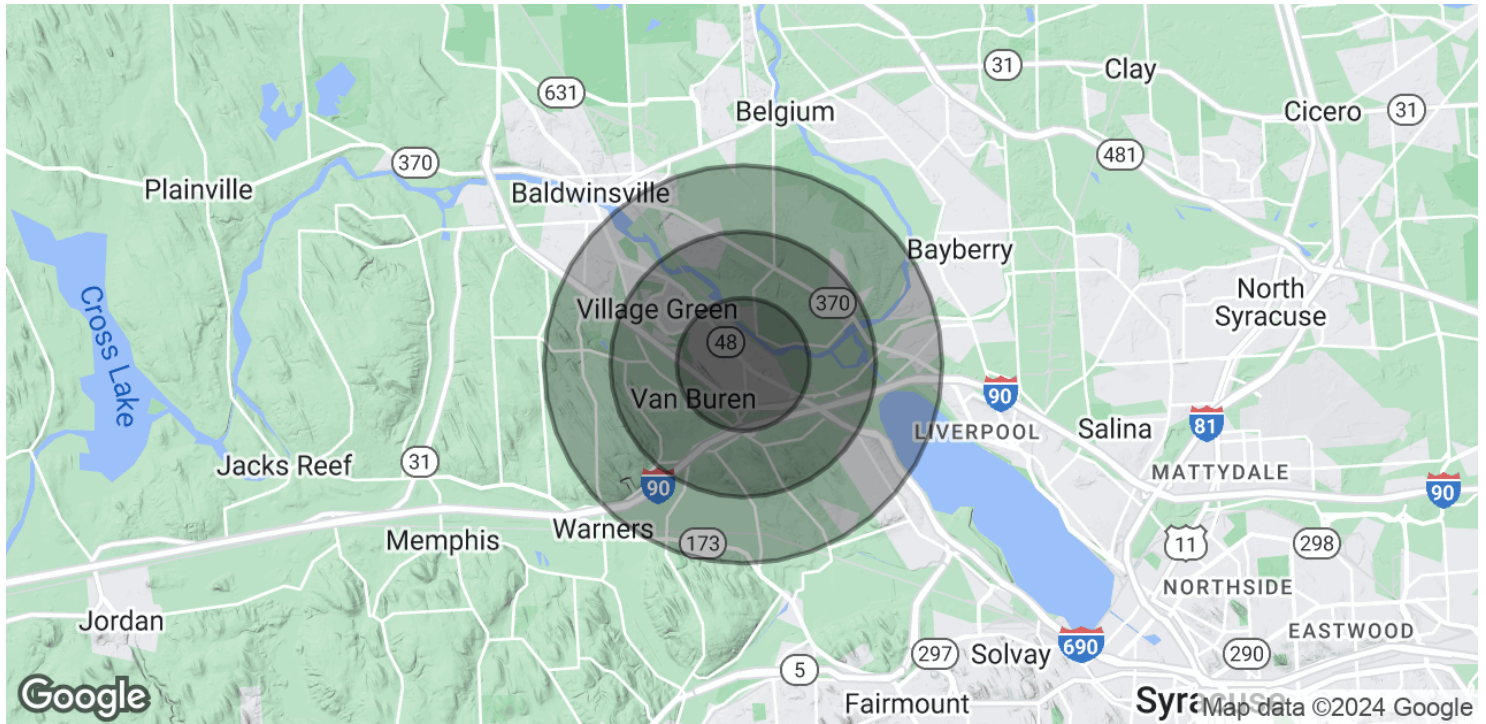 31
Clay
631
Belgium
Cicero
31
481
370
Plainville
Baldwinsville
Bayberry
North
Syracuse
Cross Lake
Village Green
370
48
90
Van Buren
81
LIVERPOOL
Salina
31
Jacks Reef
MATTYDALE
90
90
Warners
Memphis
173
11
298
NORTHSIDE
Jordan
EASTWOOD
690
297
Solvay
290
5
Google
Fairmount
Syracuse
Map data ©2024 Google